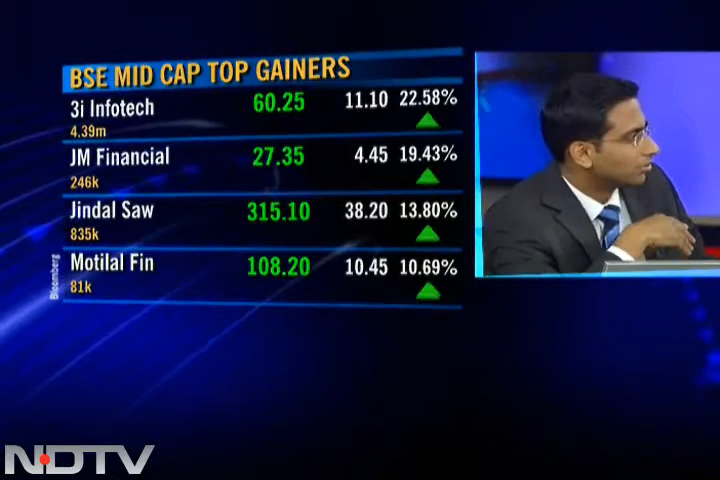 BSE MID CAP TOP GAINERS
3i Infotech 60.25 11.10 22.58%
4.39m
JM Financial 27.35 4.45 19.43%
246k
Jindal Saw 315.10 38.20 13.80%
835k
Motilal Fin 108.20 10.45 10.69%
81k
Bloomberg
NDTV